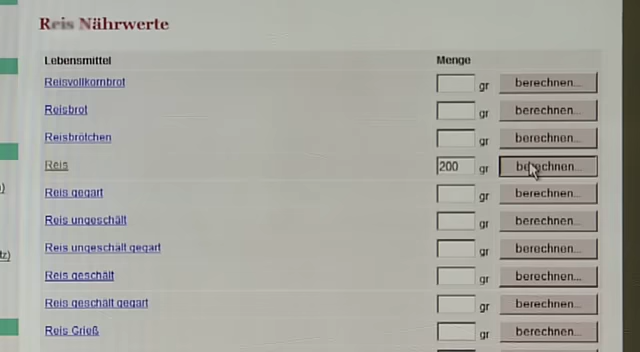 Reis Nährwerte
Lebensmittel Menge
Reisvollkornbrot gr berechnen...
Reisbrot gr berechnen...
Reisbrötchen gr berechnen...
Reis 200 gr berechnen...
Reis gegart gr berechnen...
Reis ungeschält gr berechnen...
Reis ungeschält gegart gr berechnen...
Reis geschält gr berechnen...
Reis geschält gegart gr berechnen...
Reis Grieß gr berechnen...
)
tz)